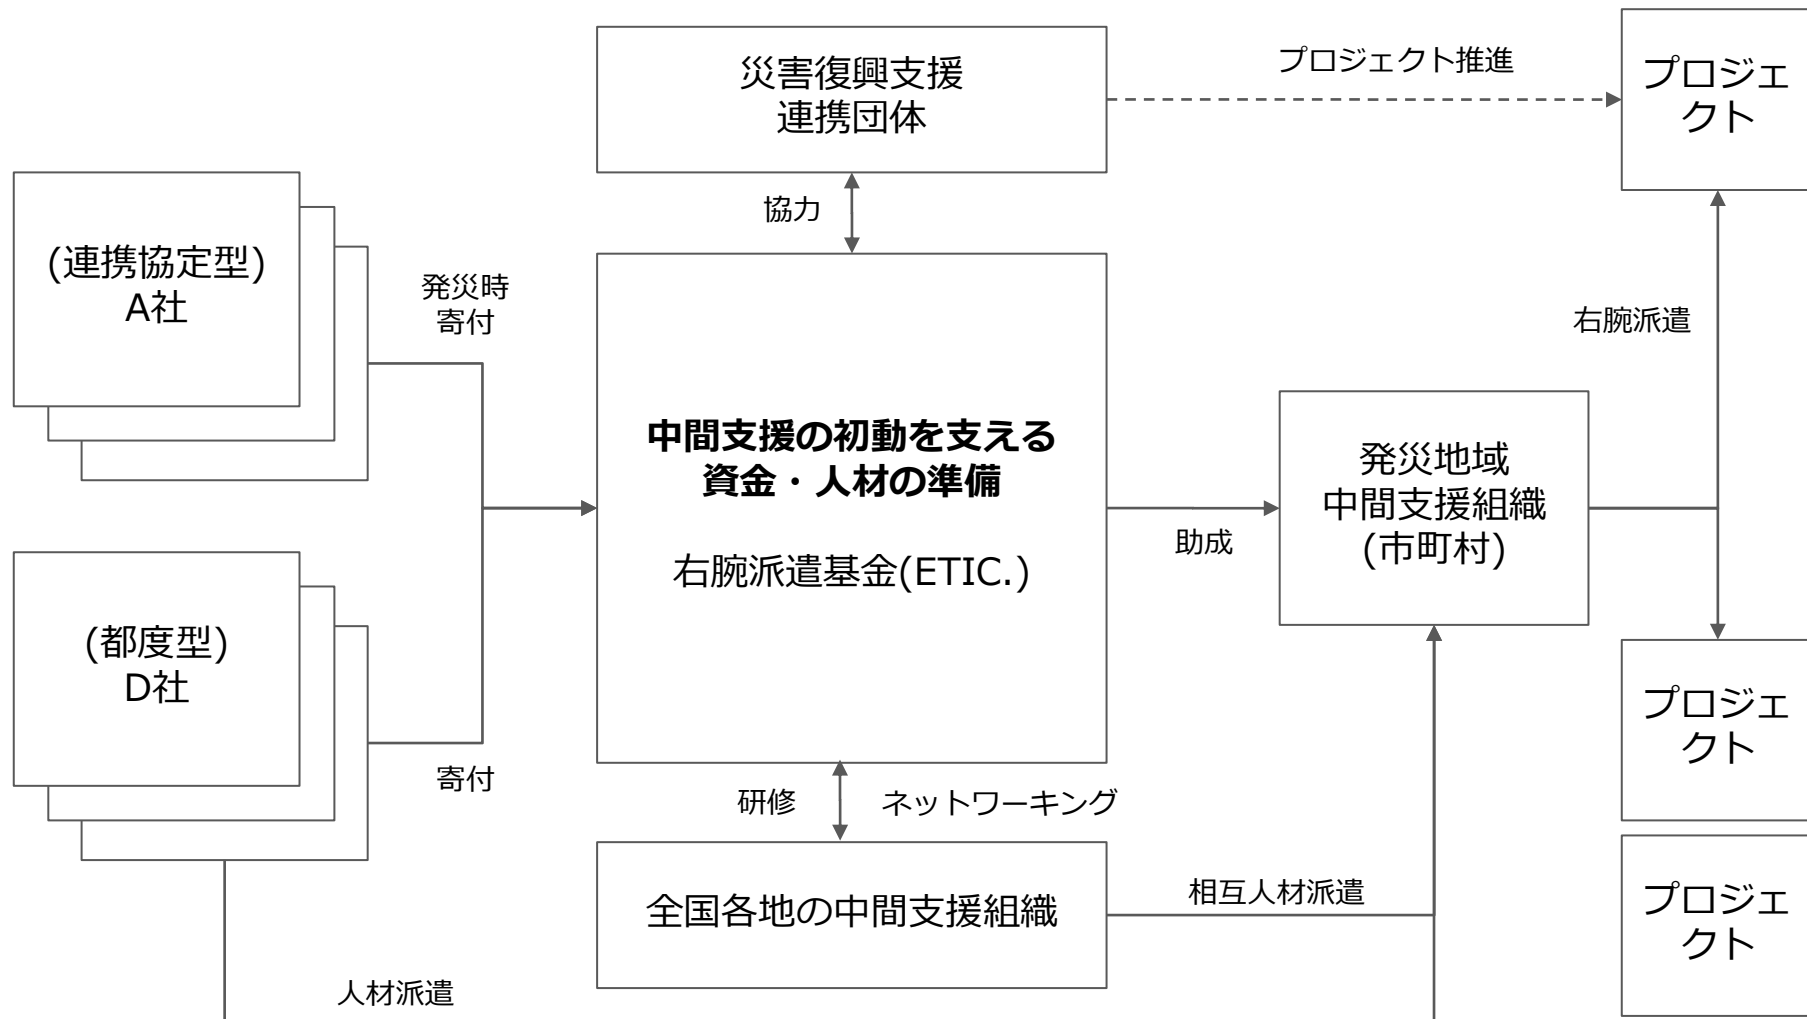 災害復興支援
連携団体
プロジェクト推進
プロジェ
クト
協力
(連携協定型)
A社
発災時
寄付
右腕派遣
中間支援の初動を支える
資金・人材の準備
右腕派遣基金(ETIC.)
助成
発災地域
中間支援組織
(市町村)
(都度型)
D社
寄付
プロジェ
クト
研修
ネットワーキング
全国各地の中間支援組織
相互人材派遣
プロジェ
クト
人材派遣